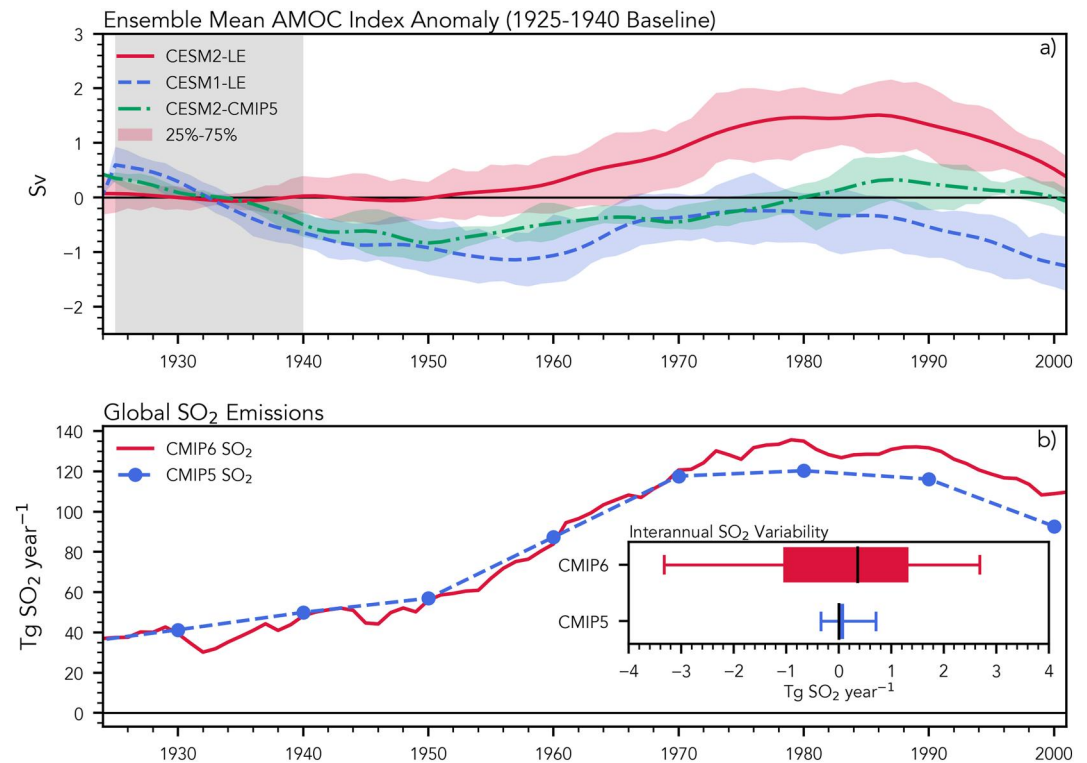 Ensemble Mean AMOC Index Anomaly (1925-1940 Baseline)
a)
CESM2-LE
CESM1-LE
CESM2-CMIP5
25%-75%
Sv
3
2
1
0
−1
−2
1930 1940 1950 1960 1970 1980 1990 2000
Global SO₂ Emissions
b)
CMIP6 SO₂
CMIP5 SO₂
Tg SO₂ year⁻¹
140
120
100
80
60
40
20
0
Interannual SO₂ Variability
CMIP6
CMIP5
−4 −3 −2 −1 0 1 2 3 4
Tg SO₂ year⁻¹
1930 1940 1950 1960 1970 1980 1990 2000